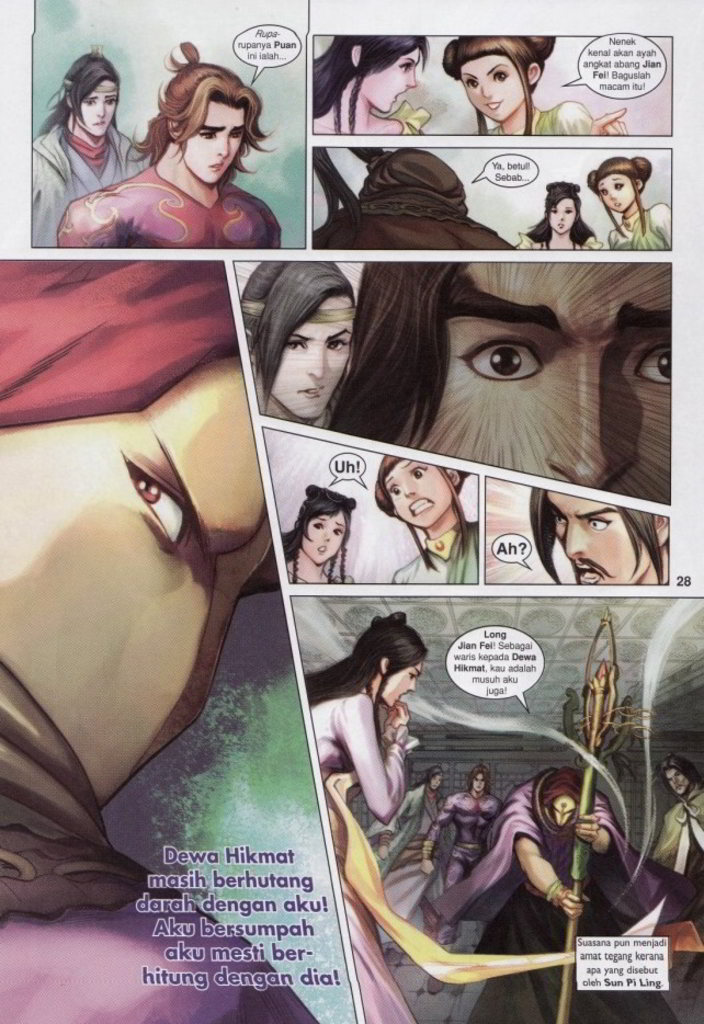 Rupa-
rupanya Puan
ini ialah...
Nenek
kenal akan ayah
angkat abang Jian
Fei! Baguslah
macam itu!
Ya, betul!
Sebab...
Uh!
Ah?
28
Dewa Hikmat
masih berhutang
darah dengan aku!
Aku bersumpah
aku mesti ber-
hitung dengan dia!
Long
Jian Fei! Sebagai
waris kepada Dewa
Hikmat, kau adalah
musuh aku
juga!
Suasana pun menjadi
amat tegang kerana
apa yang disebut
oleh Sun Pi Ling.